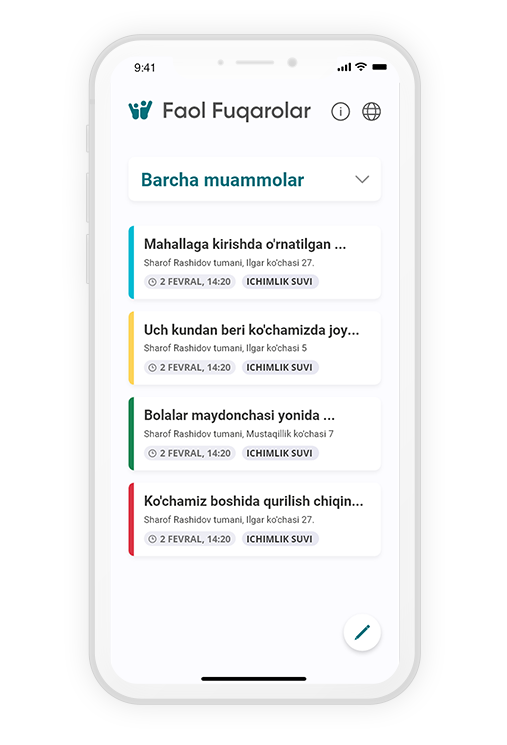 9:41
Faol Fuqarolar
Barcha muammolar
Mahallaga kirishda o'rnatilgan ...
Sharof Rashidov tumani, Ilgar ko'chasi 27.
2 FEVRAL, 14:20 ICHIMLIK SUVI
Uch kundan beri ko'chamizda joy...
Sharof Rashidov tumani, Ilgar ko'chasi 5
2 FEVRAL, 14:20 ICHIMLIK SUVI
Bolalar maydonchasi yonida ...
Sharof Rashidov tumani, Mustaqillik ko'chasi 7
2 FEVRAL, 14:20 ICHIMLIK SUVI
Ko'chamiz boshida qurilish chiqin...
Sharof Rashidov tumani, Ilgar ko'chasi 27.
2 FEVRAL, 14:20 ICHIMLIK SUVI